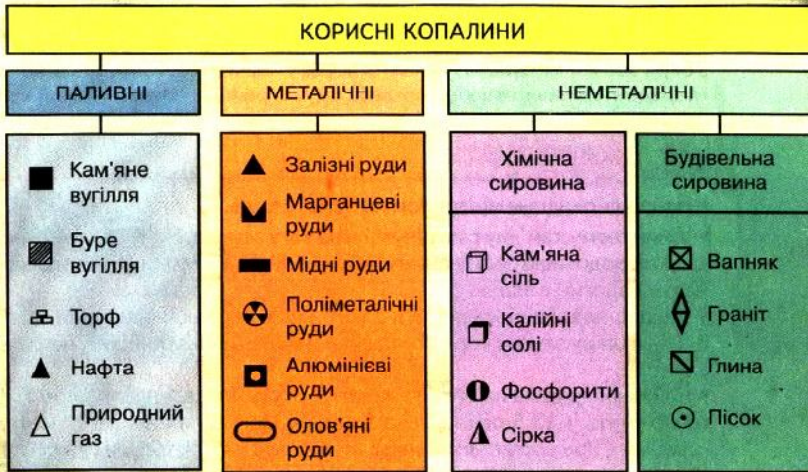 КОРИСНІ КОПАЛИНИ
ПАЛИВНІ
Кам'яне
вугілля
Буре
вугілля
Торф
Нафта
Природний
газ
МЕТАЛІЧНІ
Залізні руди
Марганцеві
руди
Мідні руди
Поліметалічні
руди
Алюмінієві
руди
Олов'яні
руди
НЕМЕТАЛІЧНІ
Хімічна
сировина
Кам'яна
сіль
Калійні
солі
Фосфорити
Сірка
Будівельна
сировина
Вапняк
Граніт
Глина
Пісок